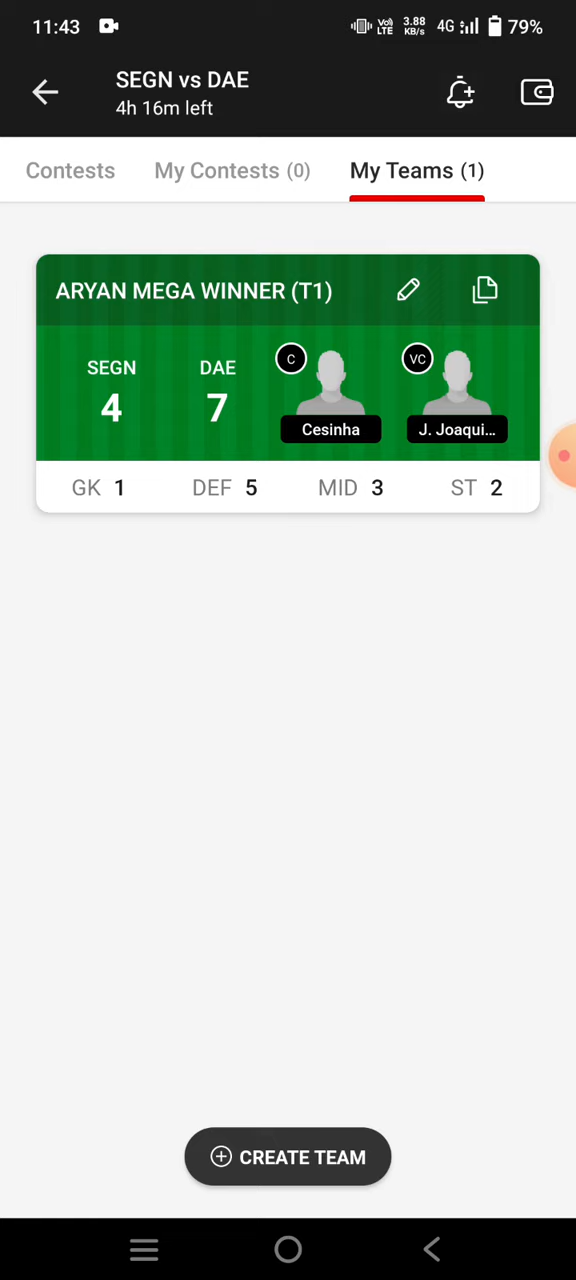 11:43 Vo) LTE 3.88 KB/s 4G 79%
SEGN vs DAE
4h 16m left
Contests My Contests (0) My Teams (1)
ARYAN MEGA WINNER (T1)
SEGN DAE C VC
4 7
Cesinha J. Joaqui...
GK 1 DEF 5 MID 3 ST 2
CREATE TEAM